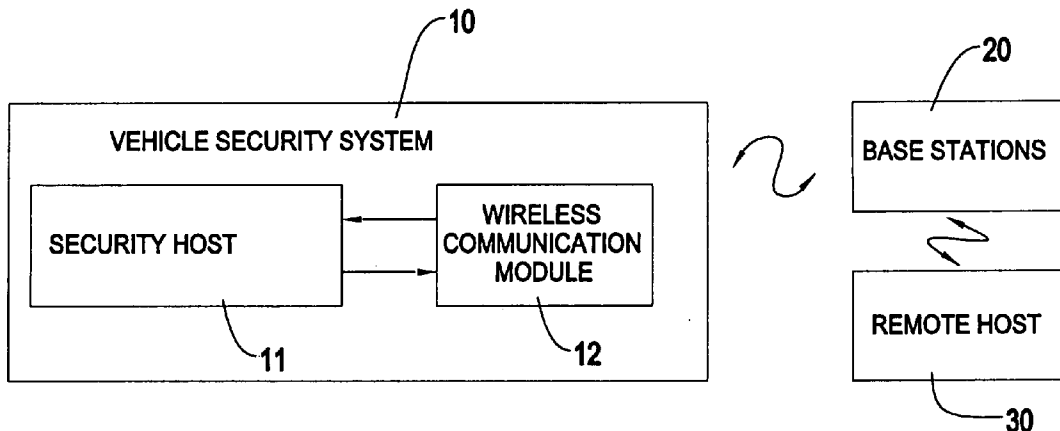 10
20
VEHICLE SECURITY SYSTEM
BASE STATIONS
SECURITY HOST
WIRELESS
COMMUNICATION
MODULE
REMOTE HOST
11
12
30